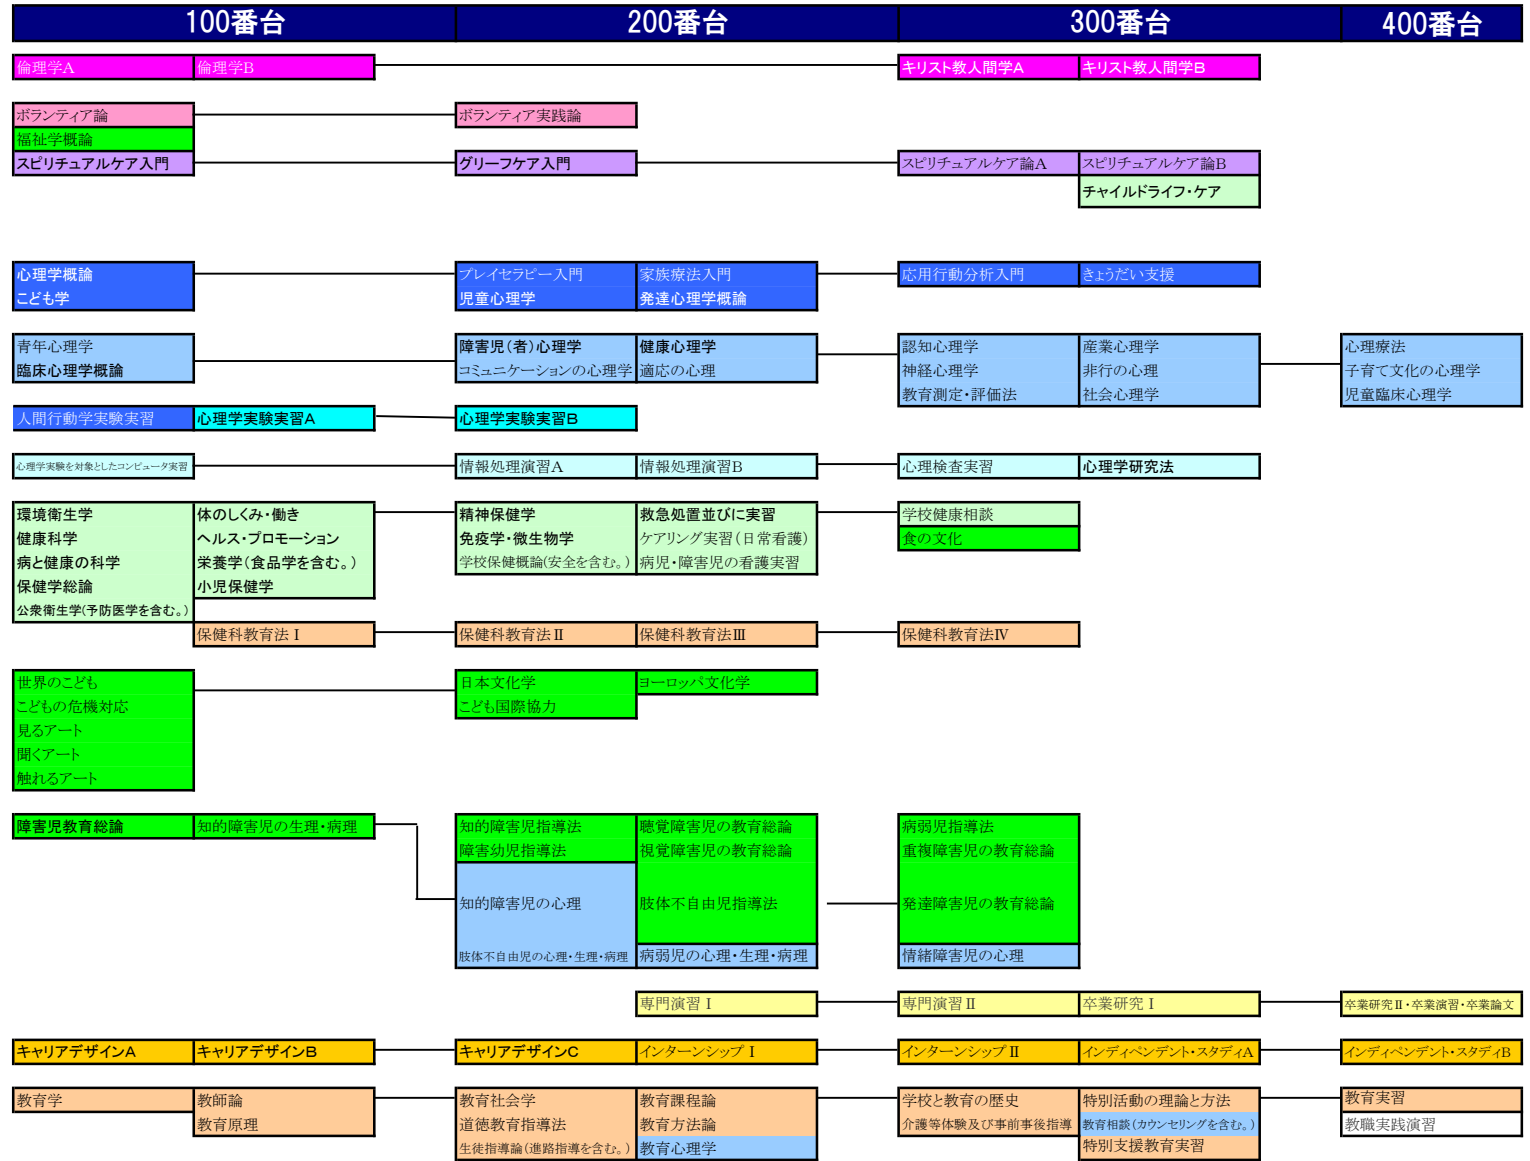 100番台 200番台 300番台 400番台
倫理学A 倫理学B キリスト教人間学A キリスト教人間学B
ボランティア論 ボランティア実践論
福祉学概論
スピリチュアルケア入門 グリーフケア入門 スピリチュアルケア論A スピリチュアルケア論B
チャイルドライフ・ケア
心理学概論 プレイセラピー入門 家族療法入門 応用行動分析入門 きょうだい支援
こども学 児童心理学 発達心理学概論
青年心理学 障害児(者)心理学 健康心理学 認知心理学 産業心理学 心理療法
臨床心理学概論 コミュニケーションの心理学 適応の心理 神経心理学 非行の心理 子育て文化の心理学
教育測定・評価法 社会心理学 児童臨床心理学
人間行動学実験実習 心理学実験実習A 心理学実験実習B
心理学実験を対象としたコンピュータ実習 情報処理演習A 情報処理演習B 心理検査実習 心理学研究法
環境衛生学 体のしくみ・働き 精神保健学 救急処置並びに実習 学校健康相談
健康科学 ヘルス・プロモーション 免疫学・微生物学 ケアリング実習(日常看護) 食の文化
病と健康の科学 栄養学(食品学を含む。) 学校保健概論(安全を含む。) 病児・障害児の看護実習
保健学総論 小児保健学
公衆衛生学(予防医学を含む。)
保健科教育法Ⅰ 保健科教育法Ⅱ 保健科教育法Ⅲ 保健科教育法Ⅳ
世界のこども 日本文化学 ヨーロッパ文化学
こどもの危機対応 こども国際協力
見るアート
聞くアート
触れるアート
障害児教育総論 知的障害児の生理・病理 知的障害児指導法 聴覚障害児の教育総論 病弱児指導法
障害幼児指導法 視覚障害児の教育総論 重複障害児の教育総論
知的障害児の心理 肢体不自由児指導法 発達障害児の教育総論
肢体不自由児の心理・生理・病理 病弱児の心理・生理・病理 情緒障害児の心理
専門演習Ⅰ 専門演習Ⅱ 卒業研究Ⅰ 卒業研究Ⅱ・卒業演習・卒業論文
キャリアデザインA キャリアデザインB キャリアデザインC インターンシップⅠ インターンシップⅡ インディペンデント・スタディA インディペンデント・スタディB
教育学 教師論 教育社会学 教育課程論 学校と教育の歴史 特別活動の理論と方法 教育実習
教育原理 道徳教育指導法 教育方法論 介護等体験及び事前事後指導 教育相談(カウンセリングを含む。) 教職実践演習
生徒指導論(進路指導を含む。) 教育心理学 特別支援教育実習